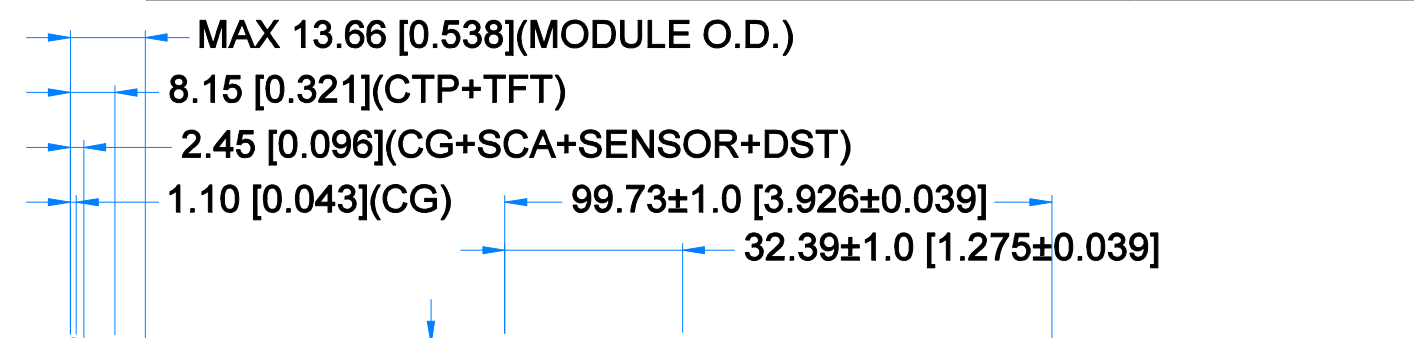 MAX 13.66 [0.538](MODULE O.D.)
8.15 [0.321](CTP+TFT)
2.45 [0.096](CG+SCA+SENSOR+DST)
1.10 [0.043](CG) 99.73±1.0 [3.926±0.039]
32.39±1.0 [1.275±0.039]